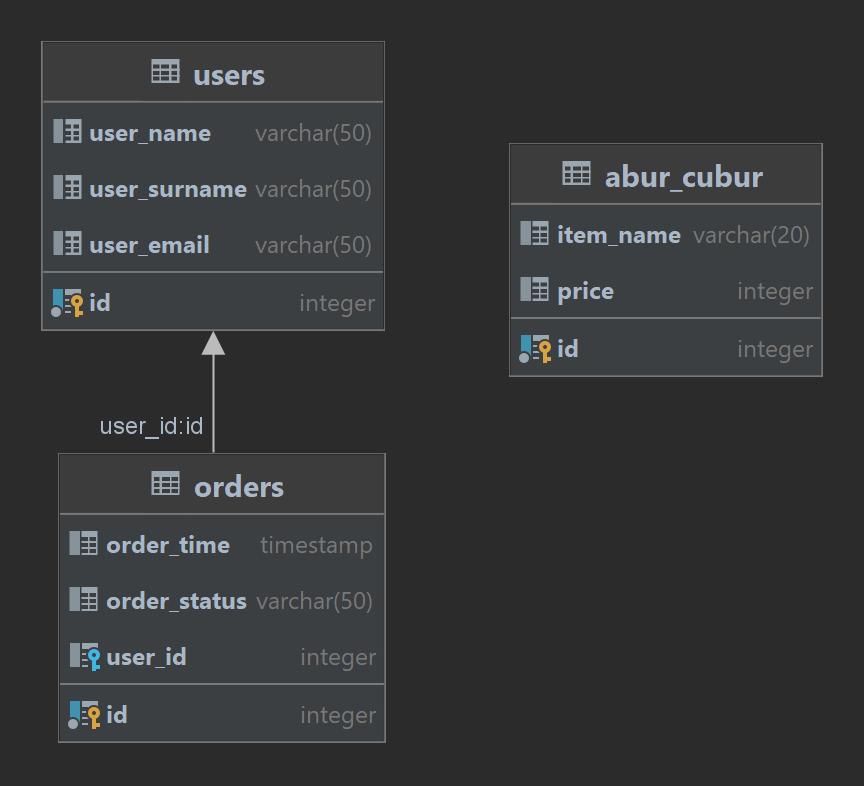 users
user_name varchar(50)
user_surname varchar(50)
user_email varchar(50)
id integer
abur_cubur
item_name varchar(20)
price integer
id integer
user_id:id
orders
order_time timestamp
order_status varchar(50)
user_id integer
id integer